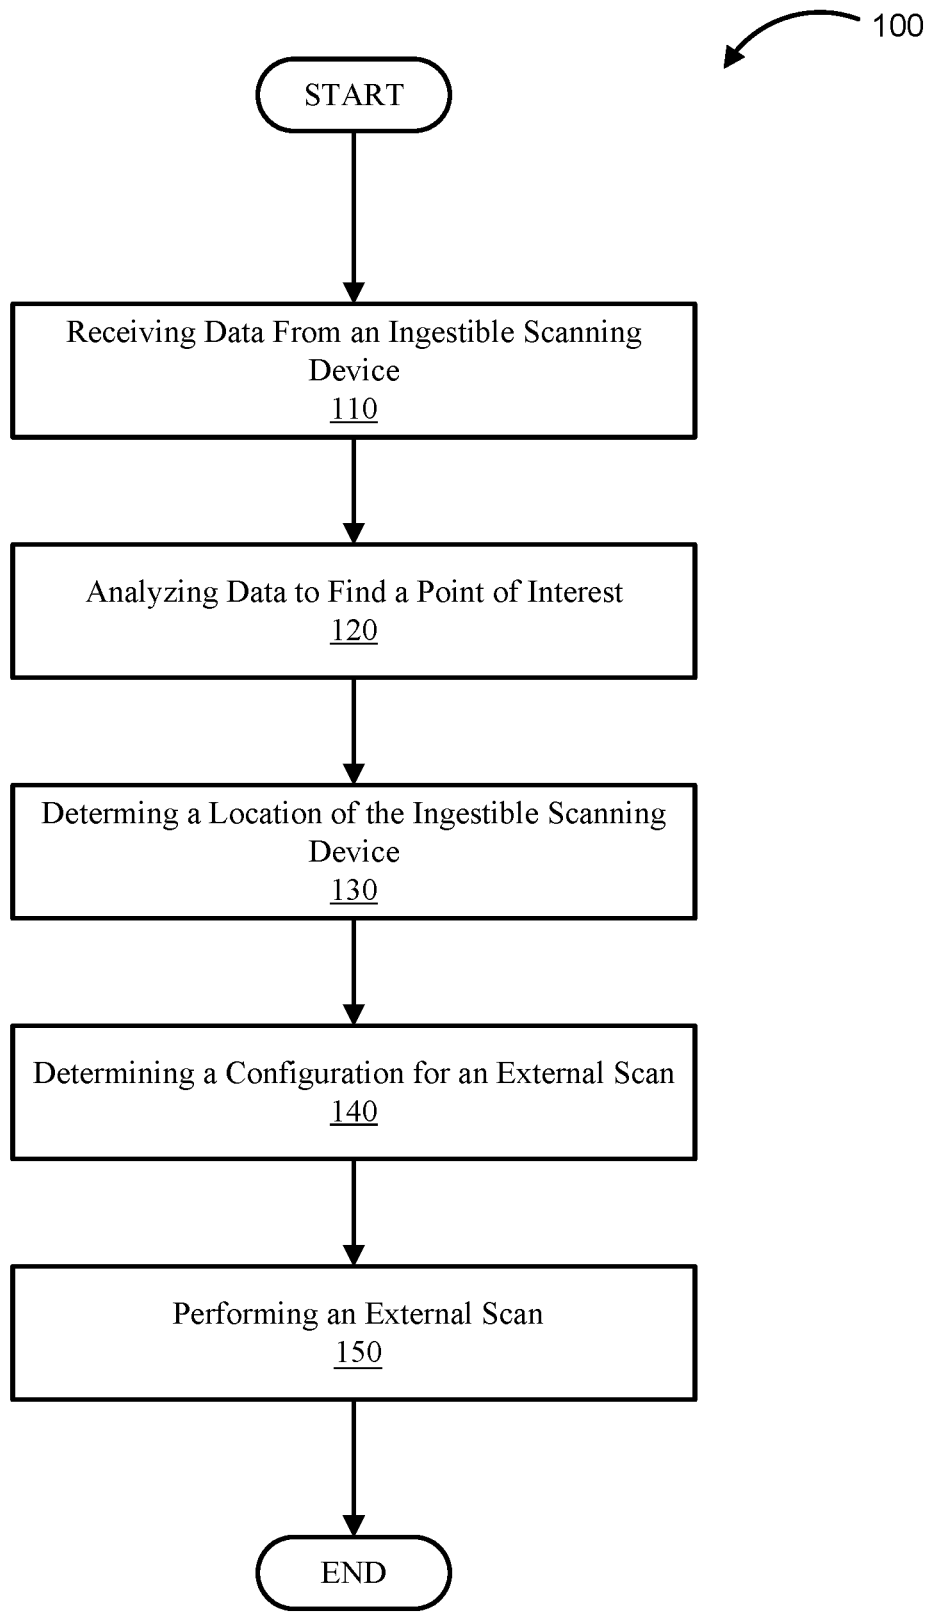 100
START
Receiving Data From an Ingestible Scanning
Device
110
Analyzing Data to Find a Point of Interest
120
Determing a Location of the Ingestible Scanning
Device
130
Determining a Configuration for an External Scan
140
Performing an External Scan
150
END